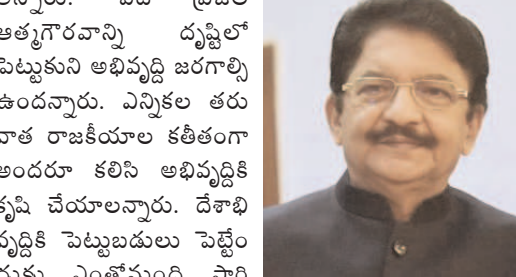 ఆత్మగౌరవాన్ని దృష్టిలో
పెట్టుకుని అభివృద్ది జరగాల్సి
ఉందన్నారు. ఎన్నికల తరు
వాత రాజకీయాల కతీతంగా
అందరూ కలిసి అభివృద్దికి
కృషి చేయాలన్నారు. దేశాభి
వృద్దికి పెట్టుబడులు పెట్టేం